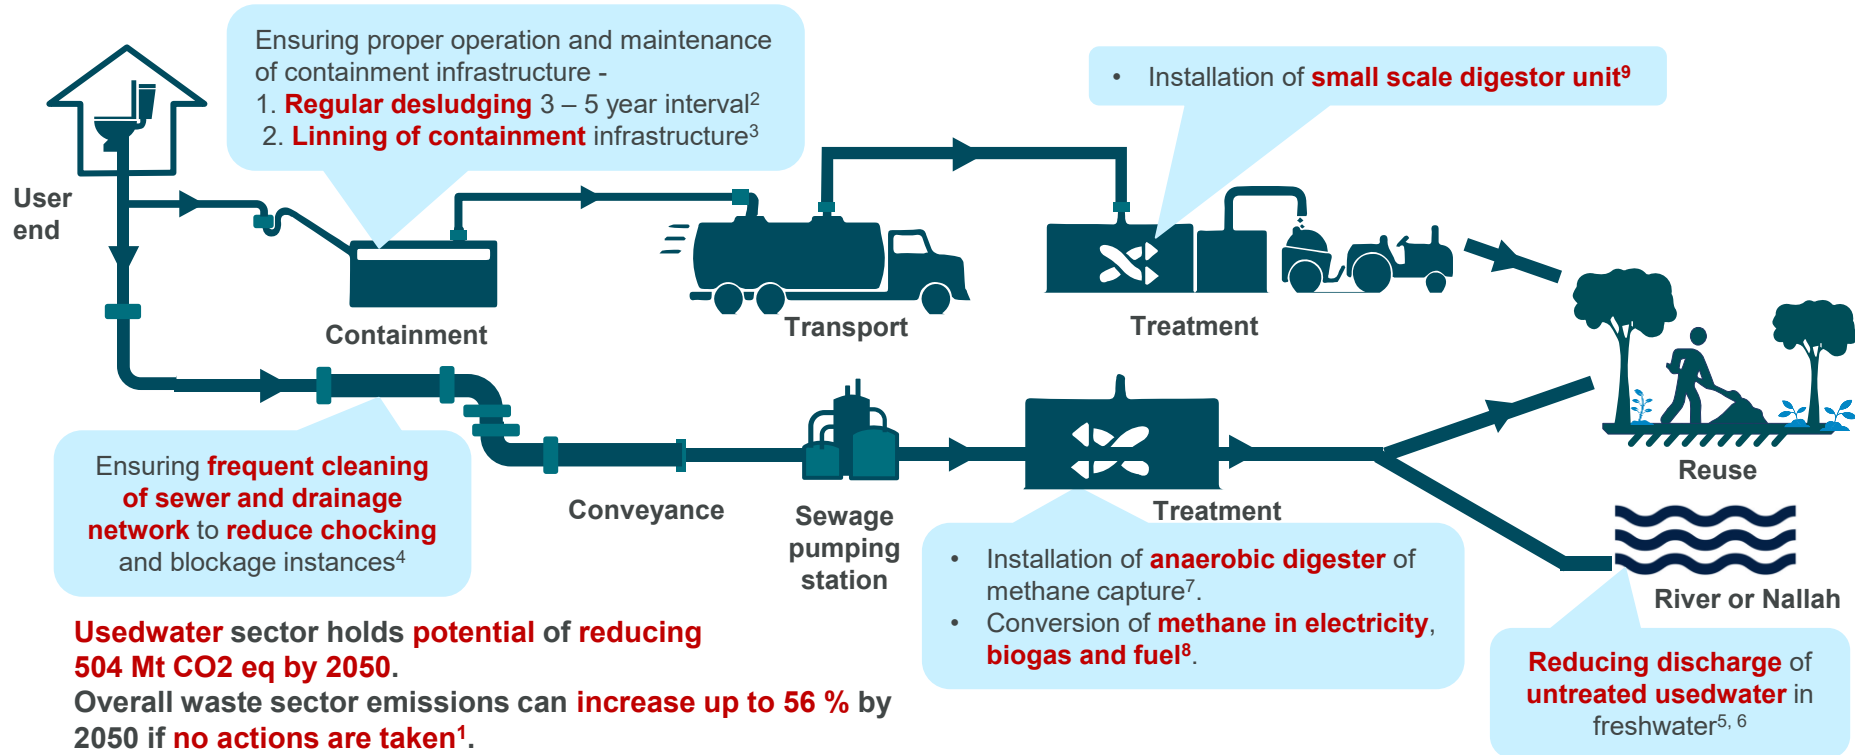 Ensuring proper operation and maintenance
of containment infrastructure -
1. Regular desludging 3 – 5 year interval2
2. Linning of containment infrastructure3
• Installation of small scale digestor unit9
User
end
Containment
Transport
Treatment
Ensuring frequent cleaning
of sewer and drainage
network to reduce chocking
and blockage instances4
Conveyance
Sewage
pumping
station
Treatment
Reuse
River or Nallah
• Installation of anaerobic digester of
methane capture7.
• Conversion of methane in electricity,
biogas and fuel8.
Reducing discharge of
untreated usedwater in
freshwater5, 6
Usedwater sector holds potential of reducing
504 Mt CO2 eq by 2050.
Overall waste sector emissions can increase up to 56 % by
2050 if no actions are taken1.